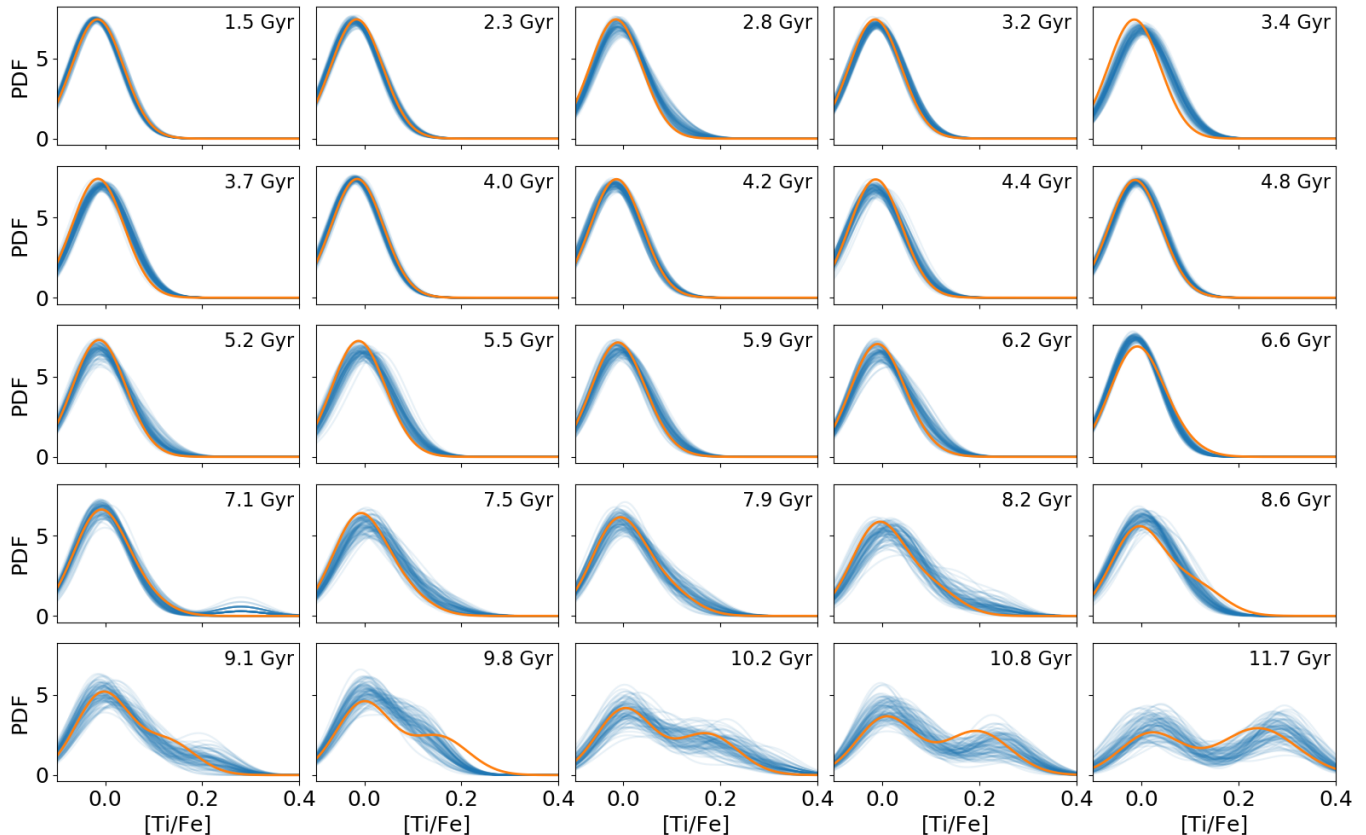 PDF 5 0 1.5 Gyr 2.3 Gyr 2.8 Gyr 3.2 Gyr 3.4 Gyr
PDF 5 0 3.7 Gyr 4.0 Gyr 4.2 Gyr 4.4 Gyr 4.8 Gyr
PDF 5 0 5.2 Gyr 5.5 Gyr 5.9 Gyr 6.2 Gyr 6.6 Gyr
PDF 5 0 7.1 Gyr 7.5 Gyr 7.9 Gyr 8.2 Gyr 8.6 Gyr
PDF 5 0 9.1 Gyr 9.8 Gyr 10.2 Gyr 10.8 Gyr 11.7 Gyr
0.0 0.2 0.4 0.0 0.2 0.4 0.0 0.2 0.4 0.0 0.2 0.4 0.0 0.2 0.4
[Ti/Fe] [Ti/Fe] [Ti/Fe] [Ti/Fe] [Ti/Fe]